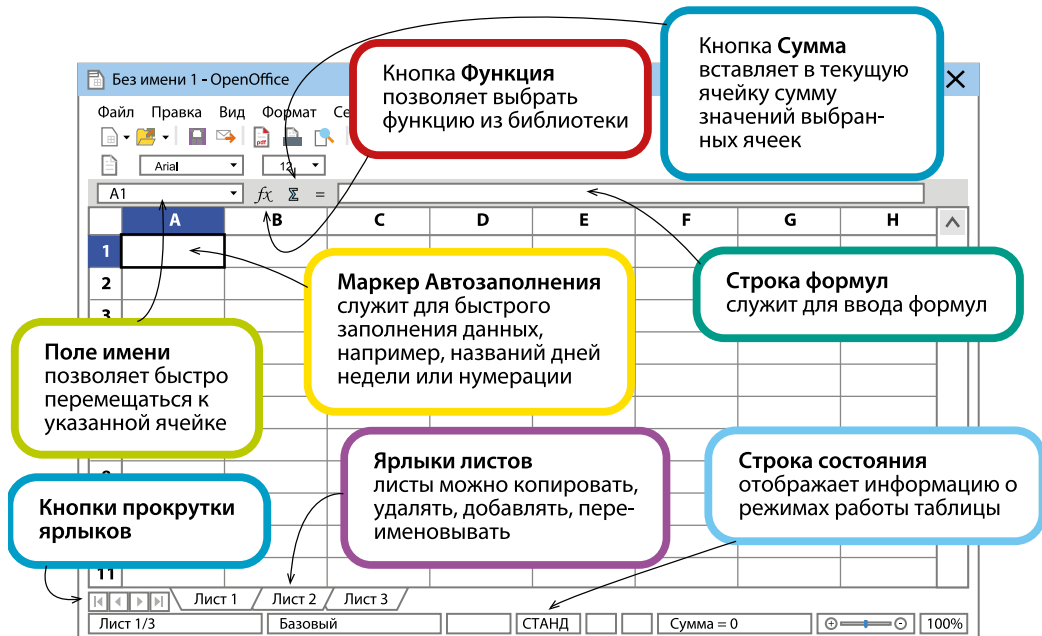 Без имени 1 - OpenOffice
Файл Правка Вид Формат Се
Кнопка Функция
позволяет выбрать
функцию из библиотеки
Кнопка Сумма
вставляет в текущую
ячейку сумму
значений выбран-
ных ячеек
pdf
Arial 12
A1 fx Σ =
A B C D E F G H
1
2
3
Маркер Автозаполнения
служит для быстрого
заполнения данных,
например, названий дней
недели или нумерации
Строка формул
служит для ввода формул
Поле имени
позволяет быстро
перемещаться к
указанной ячейке
Ярлыки листов
листы можно копировать,
удалять, добавлять, пере-
именовывать
Строка состояния
отображает информацию о
режимах работы таблицы
Кнопки прокрутки
ярлыков
11
Лист 1 Лист 2 Лист 3
Лист 1/3 Базовый СТАНД Сумма = 0 100%